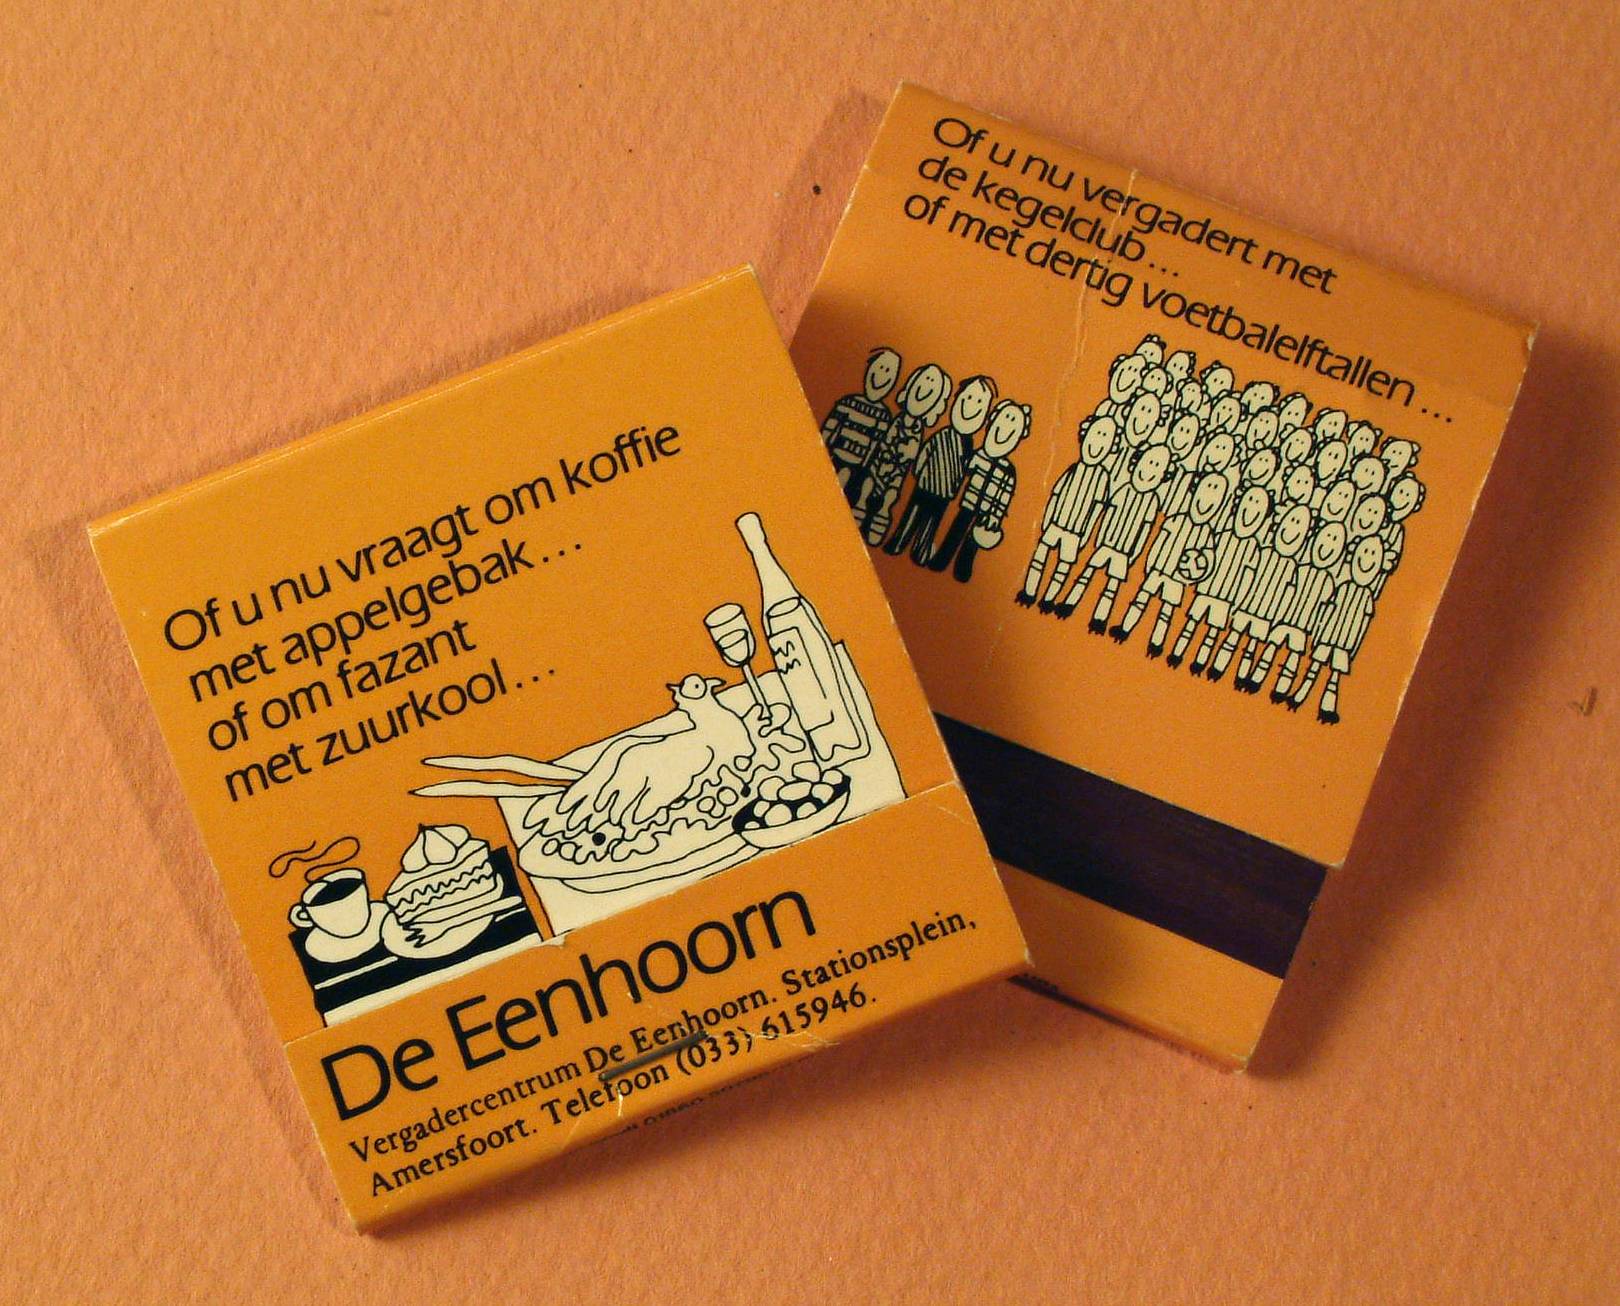 Of u nu vraagt om koffie
met appelgebak...
of om fazant
met zuurkool...
De Eenhoorn
Vergadercentrum De Eenhoorn. Stationsplein,
Amersfoort. Telefoon (033) 615946.
Of u nu vergadert met
de kegelclub...
of met dertig voetbalelftallen...